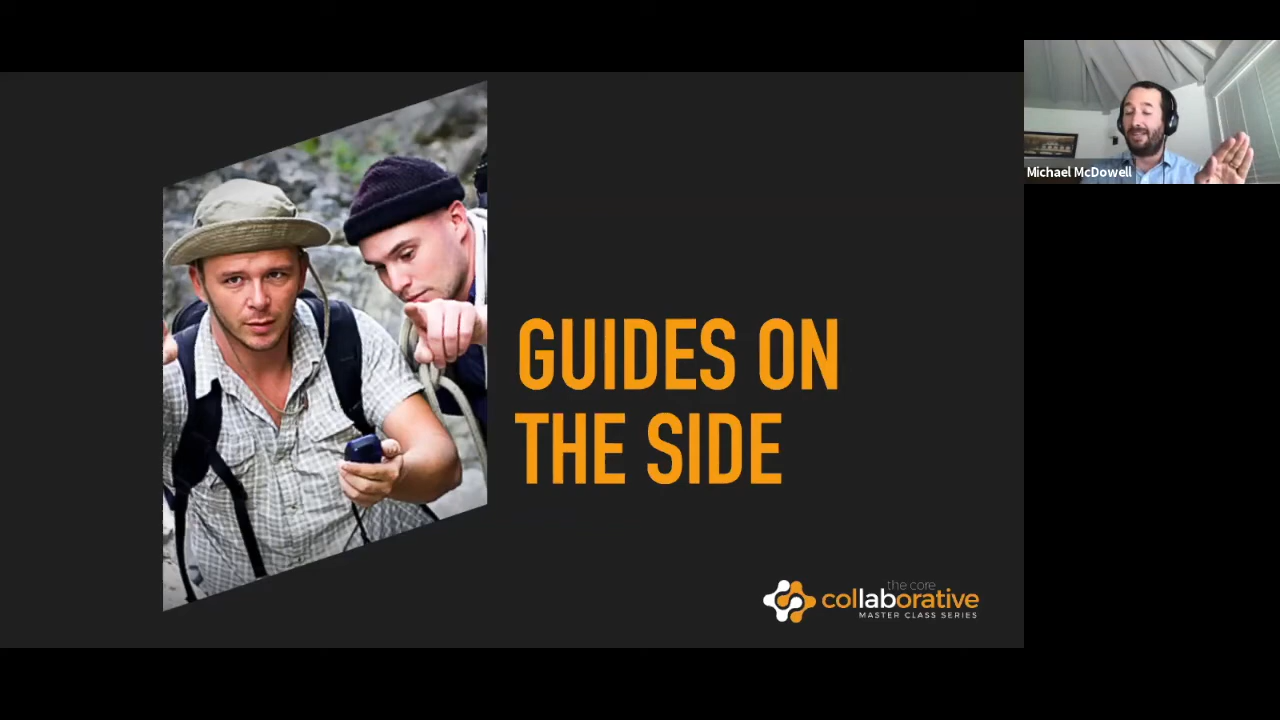 GUIDES ON
THE SIDE
the core
collaborative
MASTER CLASS SERIES
Michael McDowell